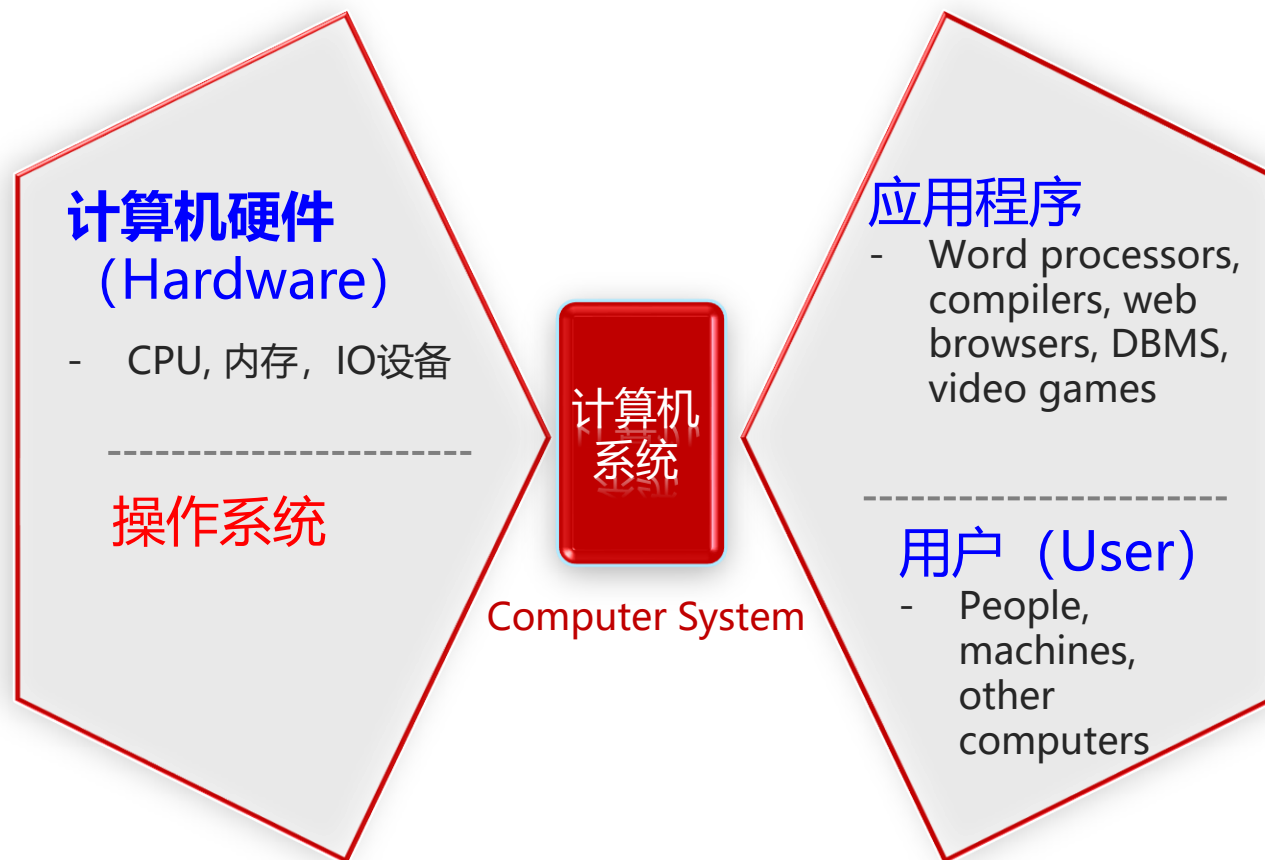 计算机硬件
（Hardware）
- CPU, 内存，IO设备
操作系统
计算机
系统
Computer System
应用程序
- Word processors,
compilers, web
browsers, DBMS,
video games
用户（User）
- People,
machines,
other
computers